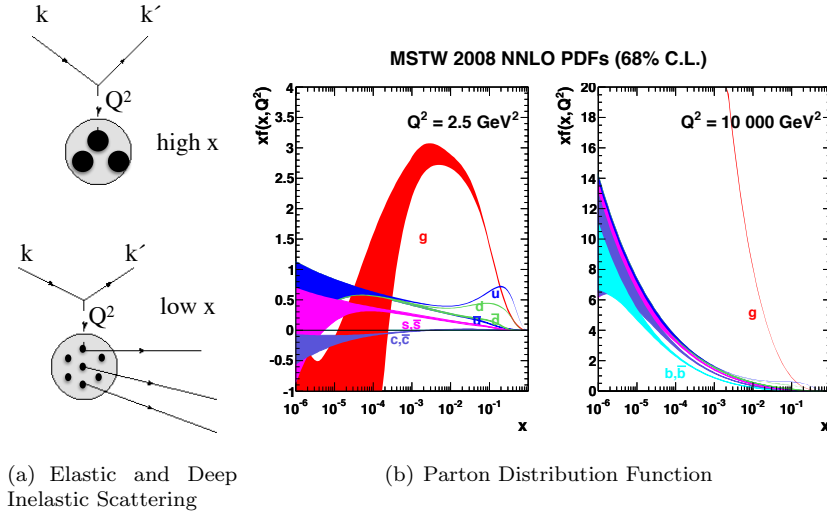 k
k´
Q²
high x
k
k´
low x
Q²
(a) Elastic and Deep
Inelastic Scattering
MSTW 2008 NNLO PDFs (68% C.L.)
xf(x,Q²)
4
3.5
3
2.5
2
1.5
1
0.5
0
-0.5
-1
Q² = 2.5 GeV²
g
u
d
u̅
d̅
s,s̅
c,c̅
10⁻⁶ 10⁻⁵ 10⁻⁴ 10⁻³ 10⁻² 10⁻¹ 1
x
xf(x,Q²)
20
18
16
14
12
10
8
6
4
2
0
Q² = 10 000 GeV²
g
b,b̅
10⁻⁶ 10⁻⁵ 10⁻⁴ 10⁻³ 10⁻² 10⁻¹ 1
x
(b) Parton Distribution Function